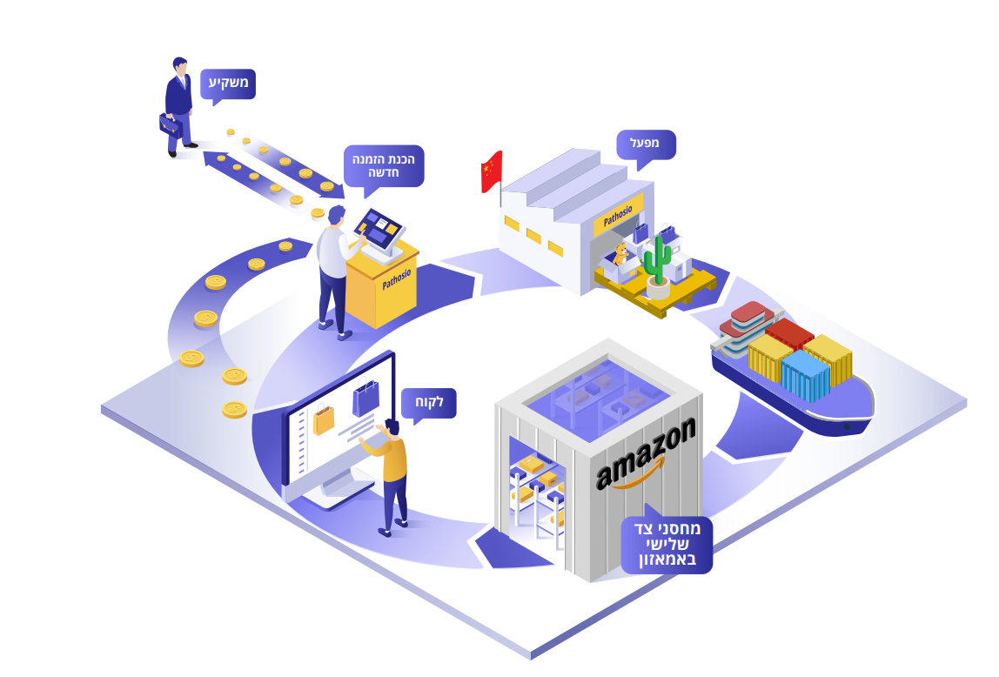 משקיע
הכנת הזמנה
חדשה
מפעל
Pathosio
Pathosio
לקוח
amazon
מחסני צד
שלישי
באמאזון